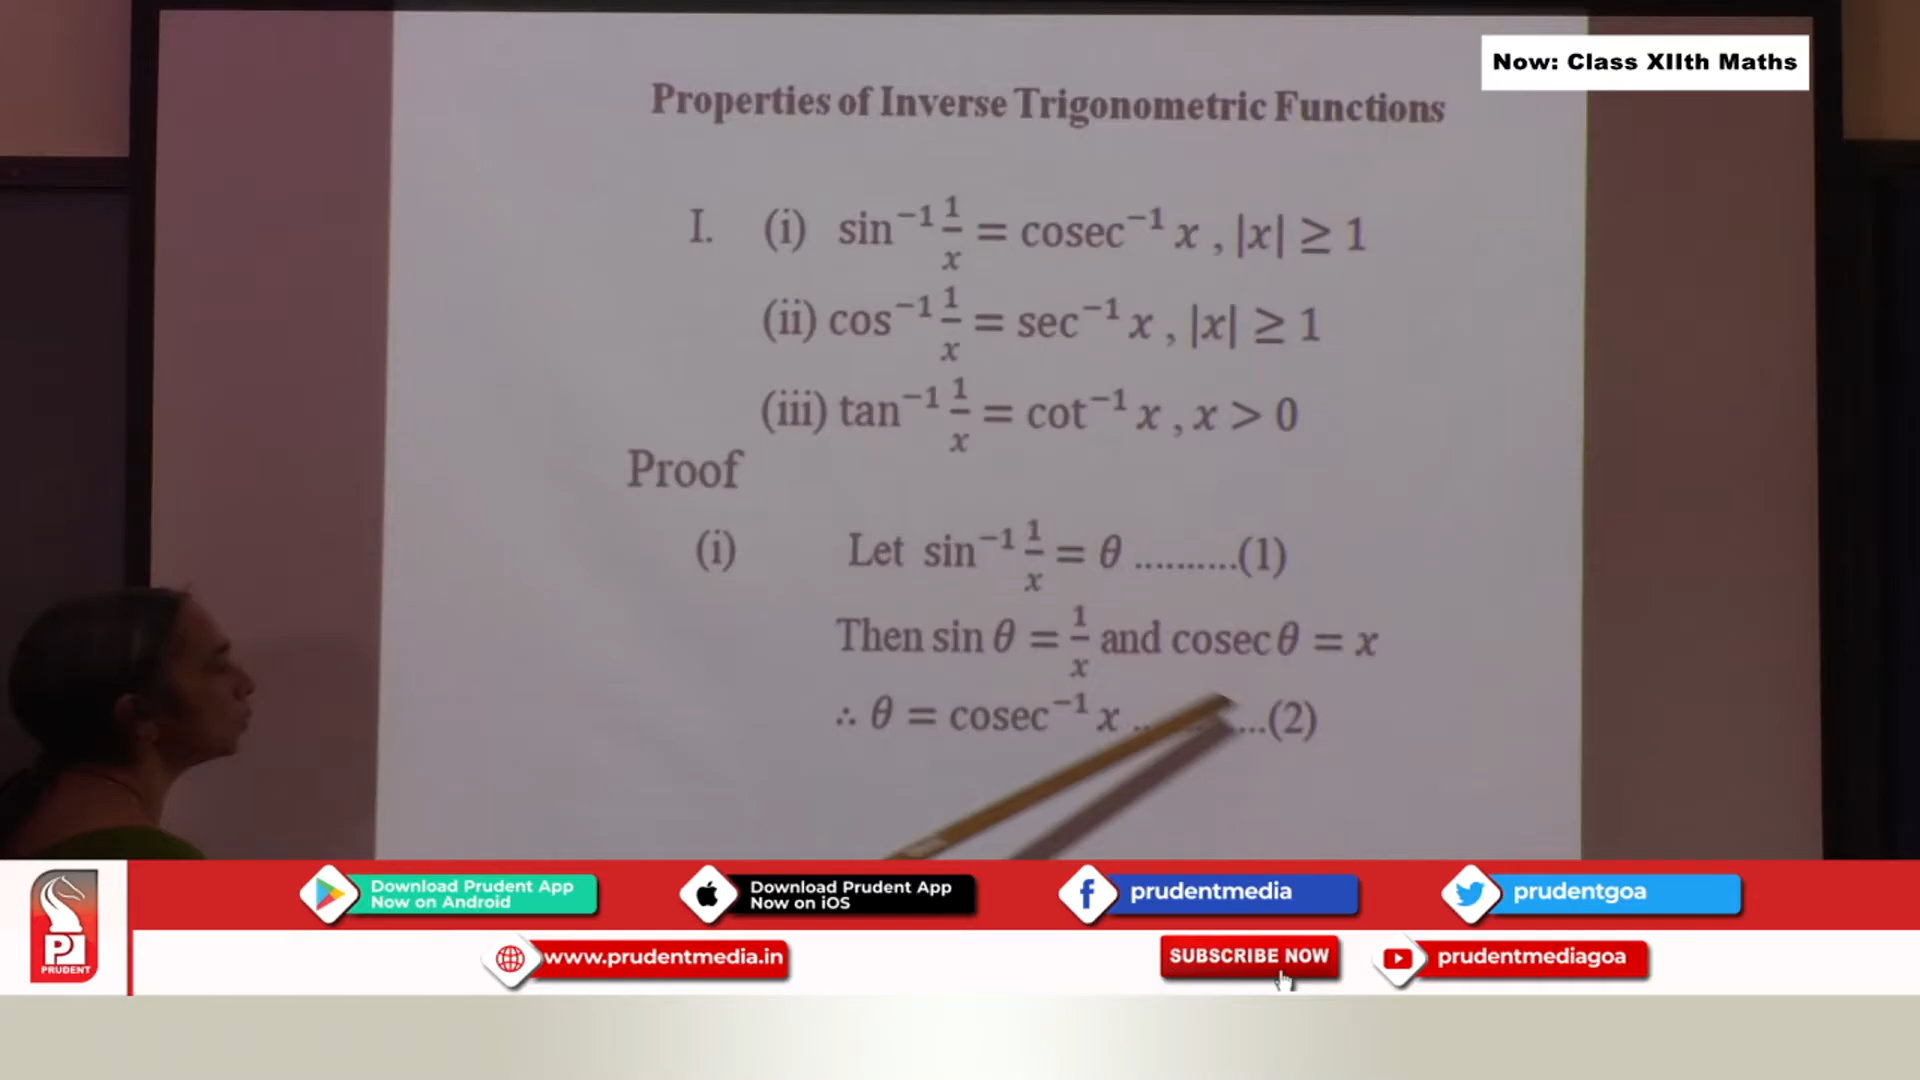 Now: Class XIIth Maths
Properties of Inverse Trigonometric Functions
I. (i) sin⁻¹ 1/x = cosec⁻¹ x , |x| ≥ 1
(ii) cos⁻¹ 1/x = sec⁻¹ x , |x| ≥ 1
(iii) tan⁻¹ 1/x = cot⁻¹ x , x > 0
Proof
(i) Let sin⁻¹ 1/x = θ ..........(1)
Then sin θ = 1/x and cosec θ = x
∴ θ = cosec⁻¹ x ..........(2)
Download Prudent App
Now on Android
Download Prudent App
Now on iOS
prudentmedia
prudentgoa
PRUDENT
www.prudentmedia.in
SUBSCRIBE NOW
prudentmediagoa